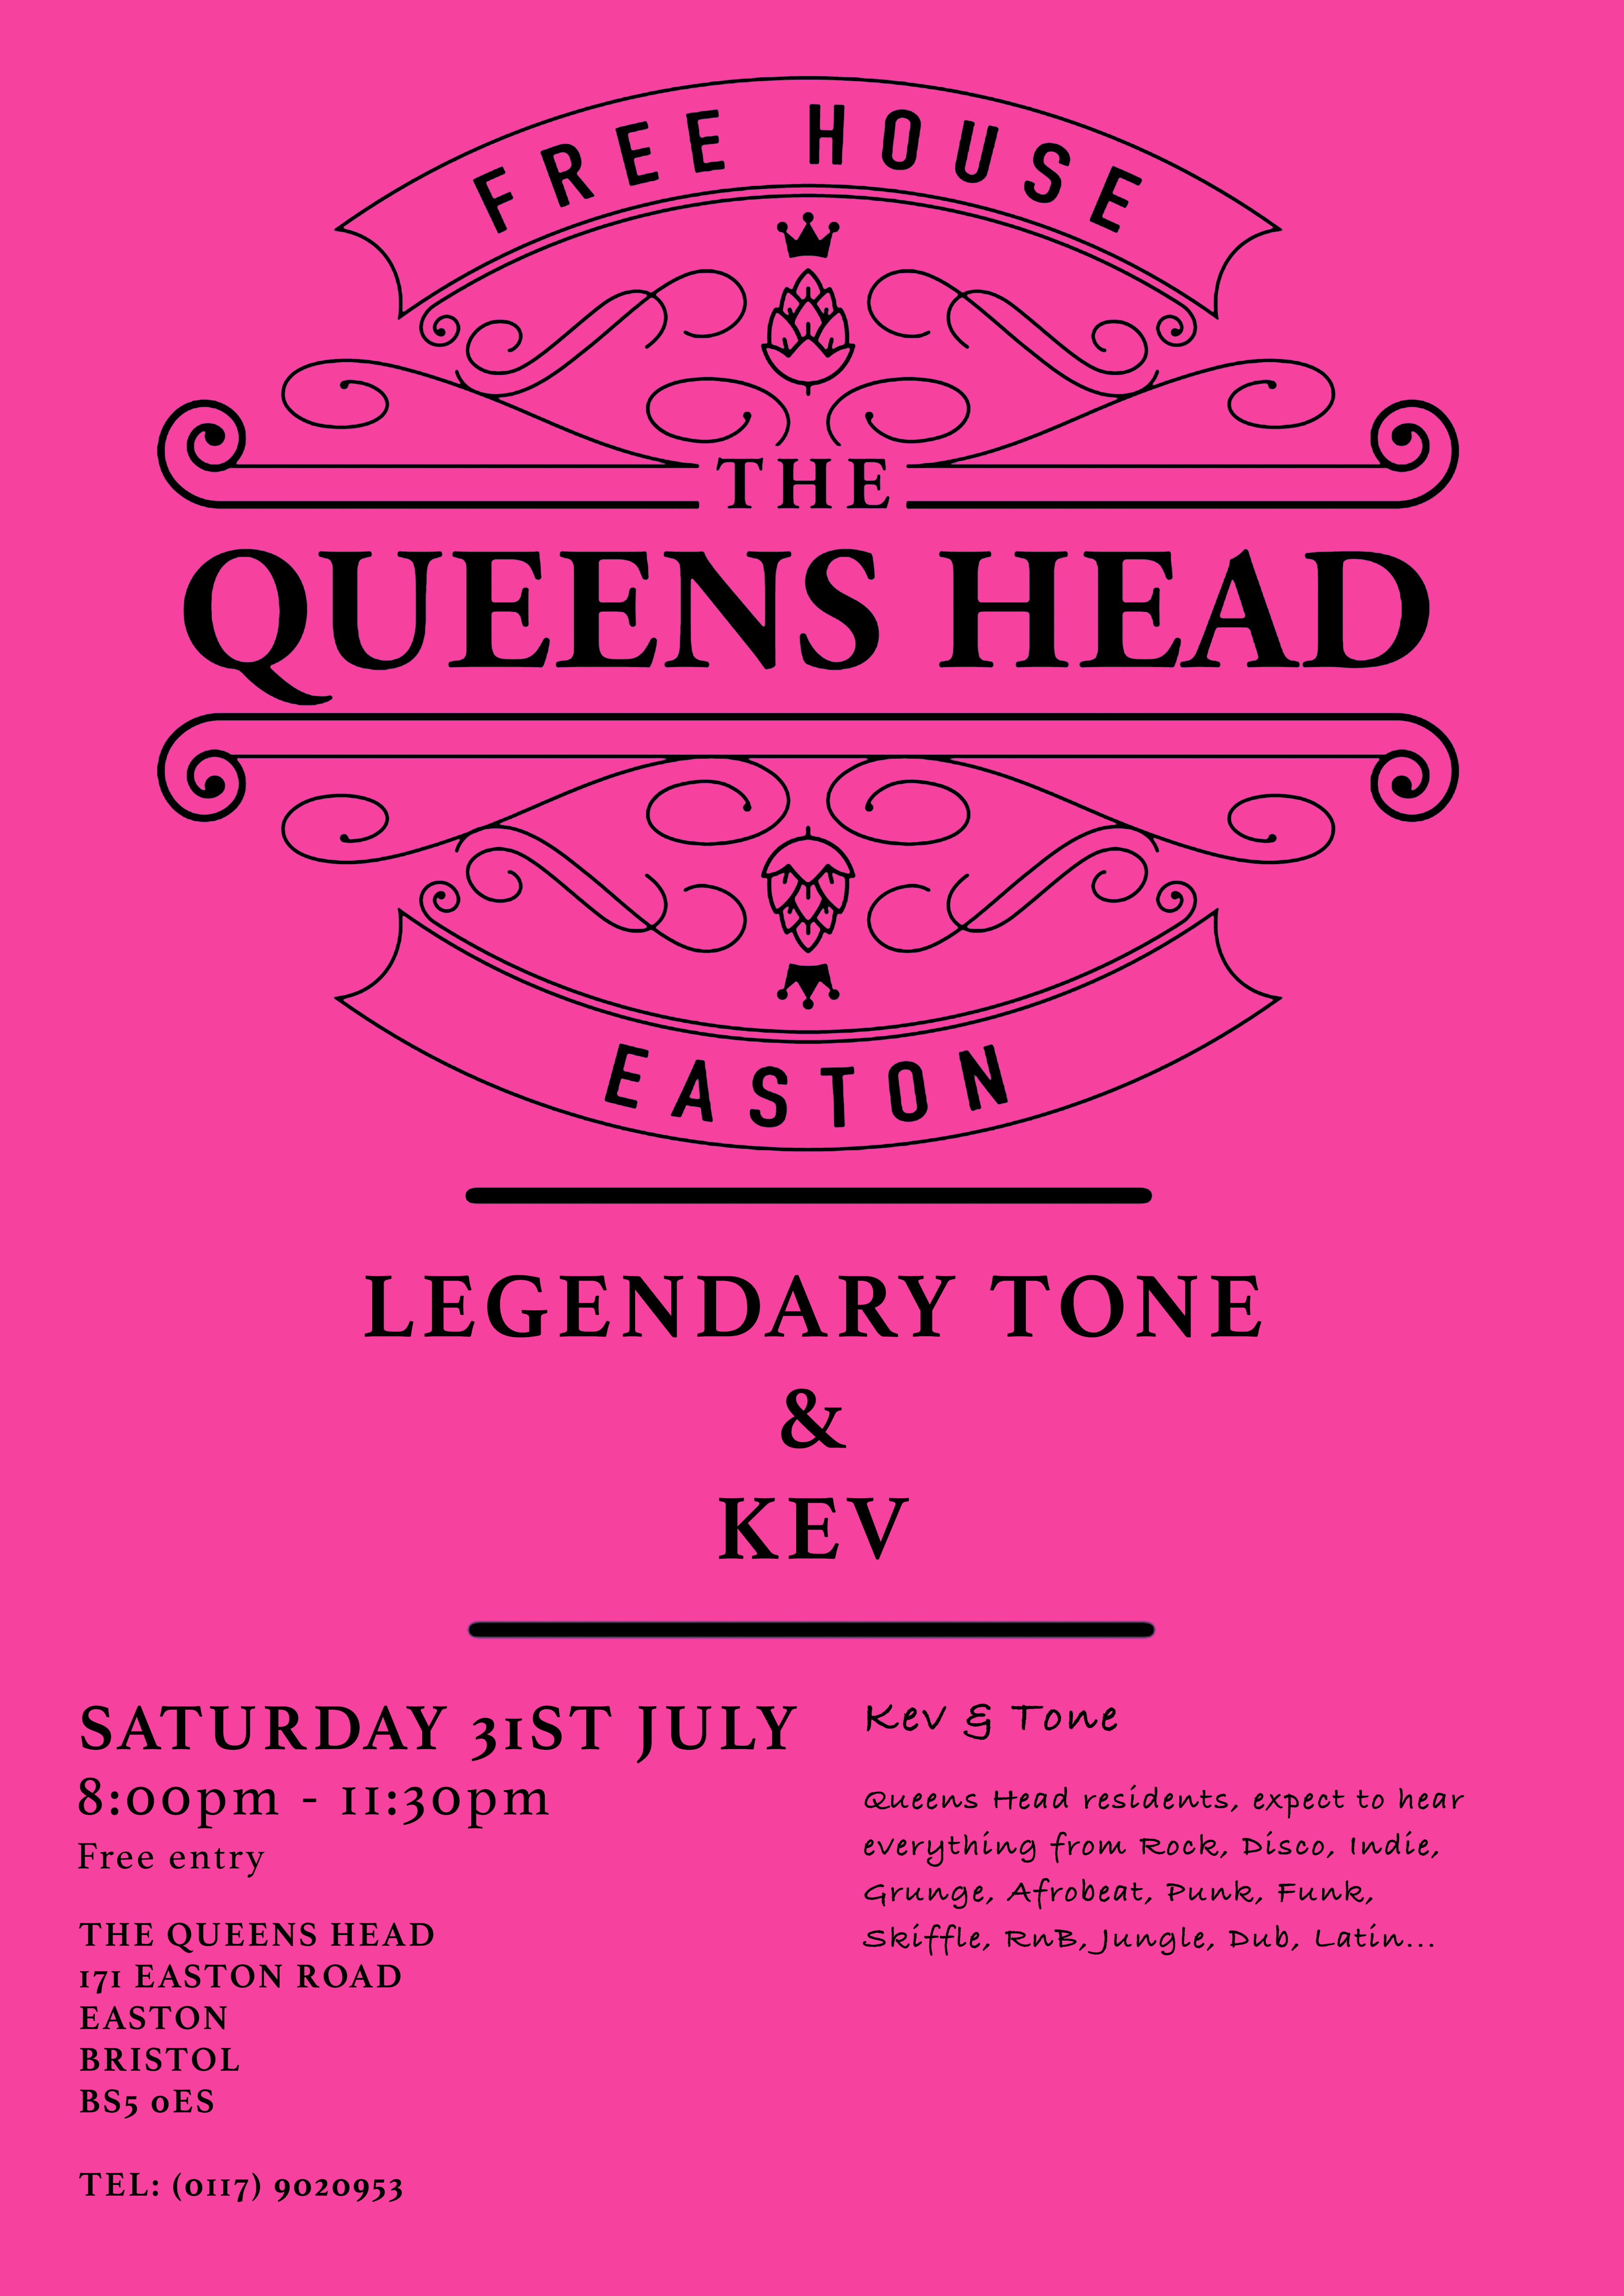 FREE HOUSE
THE
QUEENS HEAD
EASTON
LEGENDARY TONE
&
KEV
SATURDAY 31ST JULY
8:00pm - 11:30pm
Free entry
THE QUEENS HEAD
171 EASTON ROAD
EASTON
BRISTOL
BS5 0ES
TEL: (0117) 9020953
Kev & Tone
Queens Head residents, expect to hear
everything from Rock, Disco, Indie,
Grunge, Afrobeat, Punk, Funk,
Skiffle, RnB, Jungle, Dub, Latin...